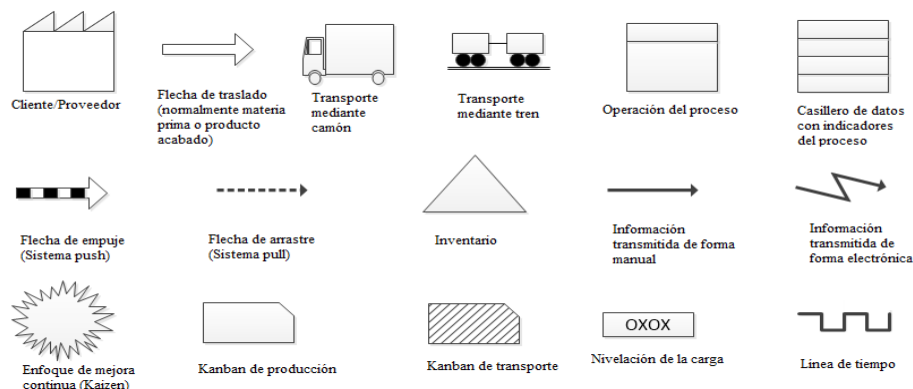 Cliente/Proveedor
Flecha de traslado
(normalmente materia
prima o producto
acabado)
Transporte
mediante
camón
Transporte
mediante tren
Operación del proceso
Casillero de datos
con indicadores
del proceso
Flecha de empuje
(Sistema push)
Flecha de arrastre
(Sistema pull)
Inventario
Información
transmitida de forma
manual
Información
transmitida de
forma electrónica
Enfoque de mejora
continua (Kaizen)
Kanban de producción
Kanban de transporte
OXOX
Nivelación de la carga
Linea de tiempo